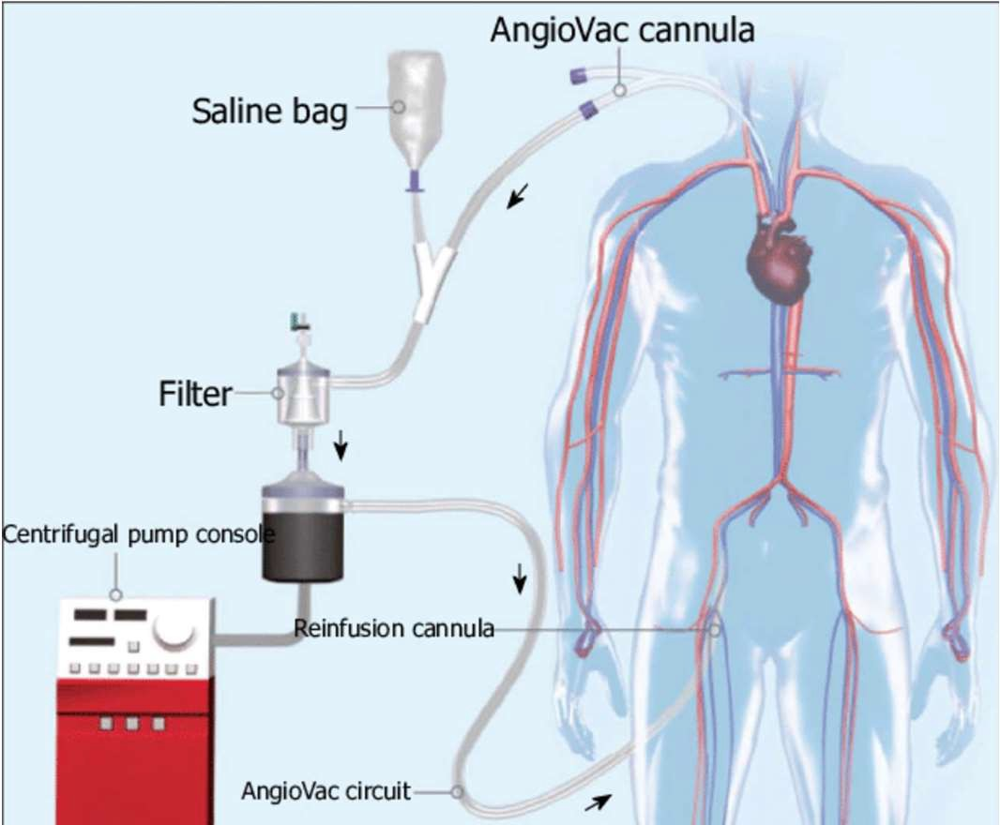 AngioVac cannula
Saline bag
Filter
Centrifugal pump console
Reinfusion cannula
AngioVac circuit